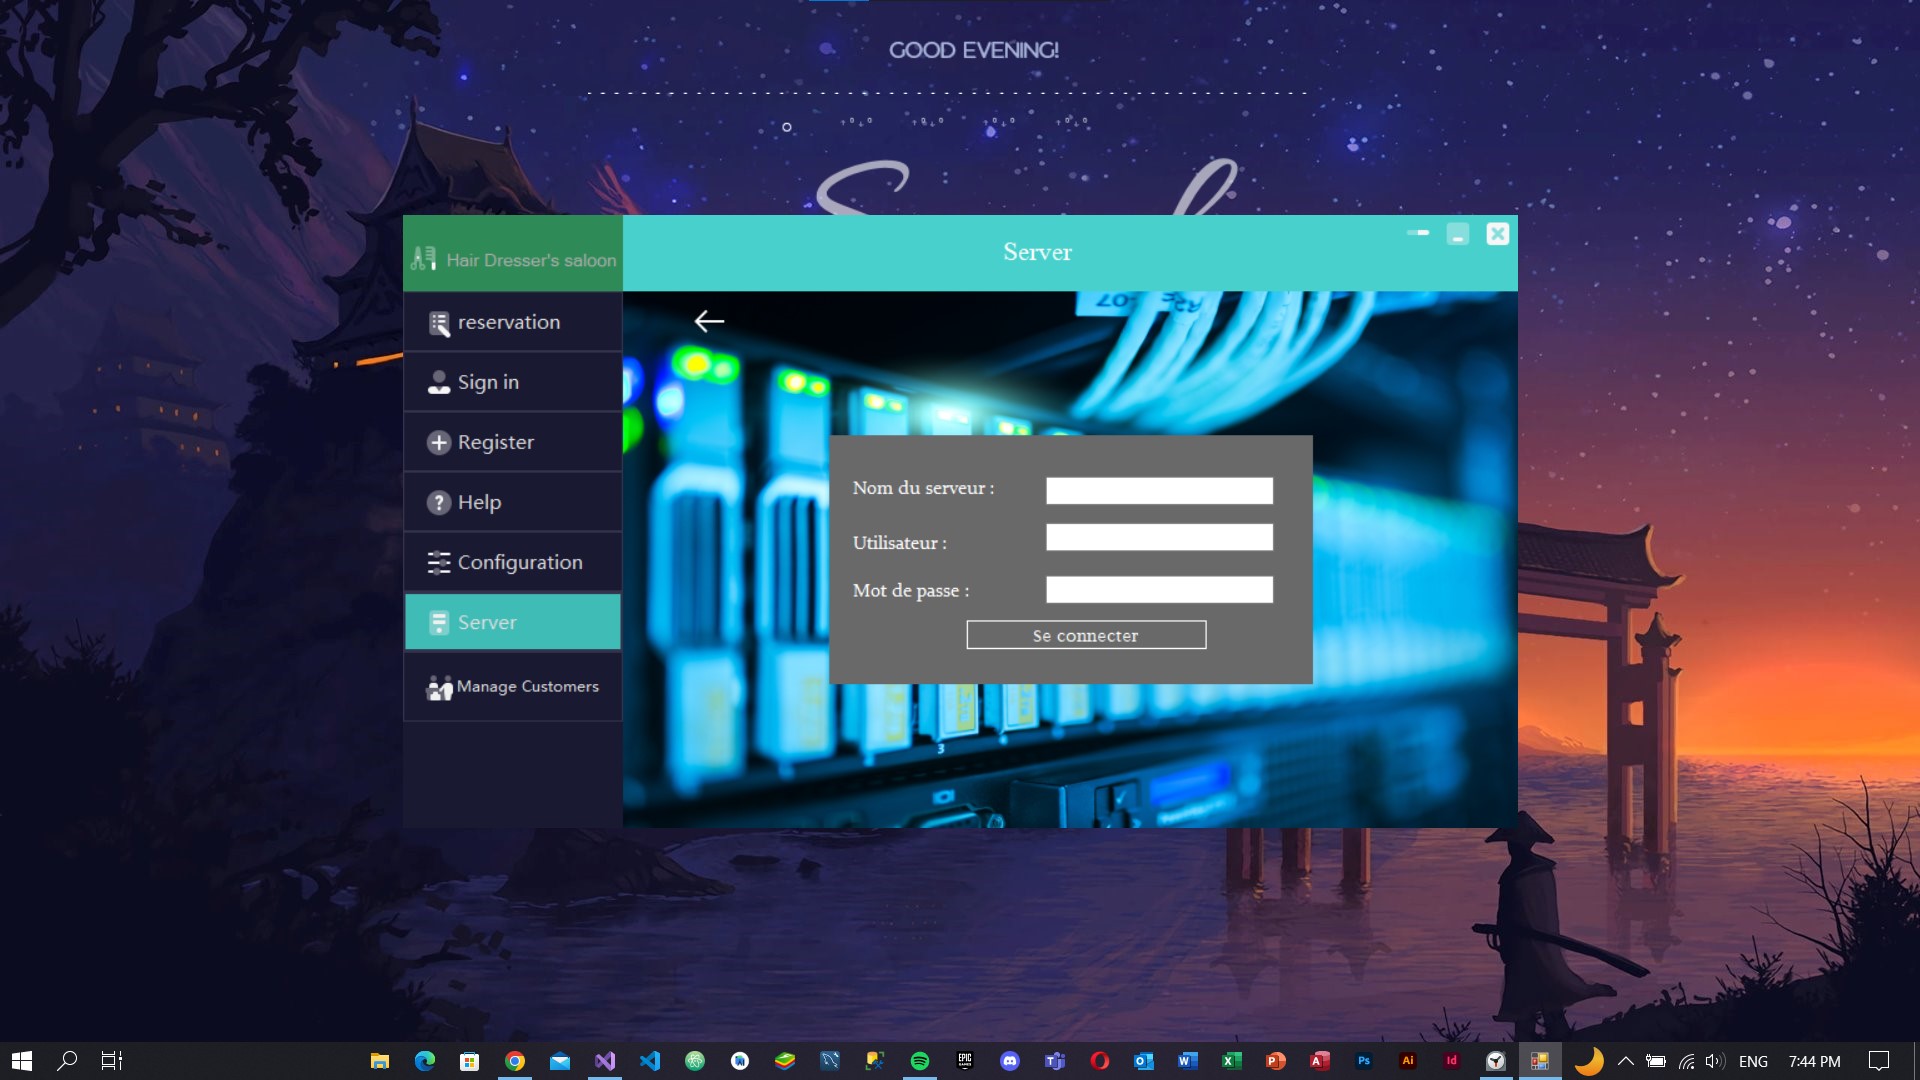 GOOD EVENING!
Hair Dresser's saloon
Server
reservation
Sign in
Register
Help
Configuration
Server
Manage Customers
Nom du serveur :
Utilisateur :
Mot de passe :
Se connecter
3
ENG
7:44 PM